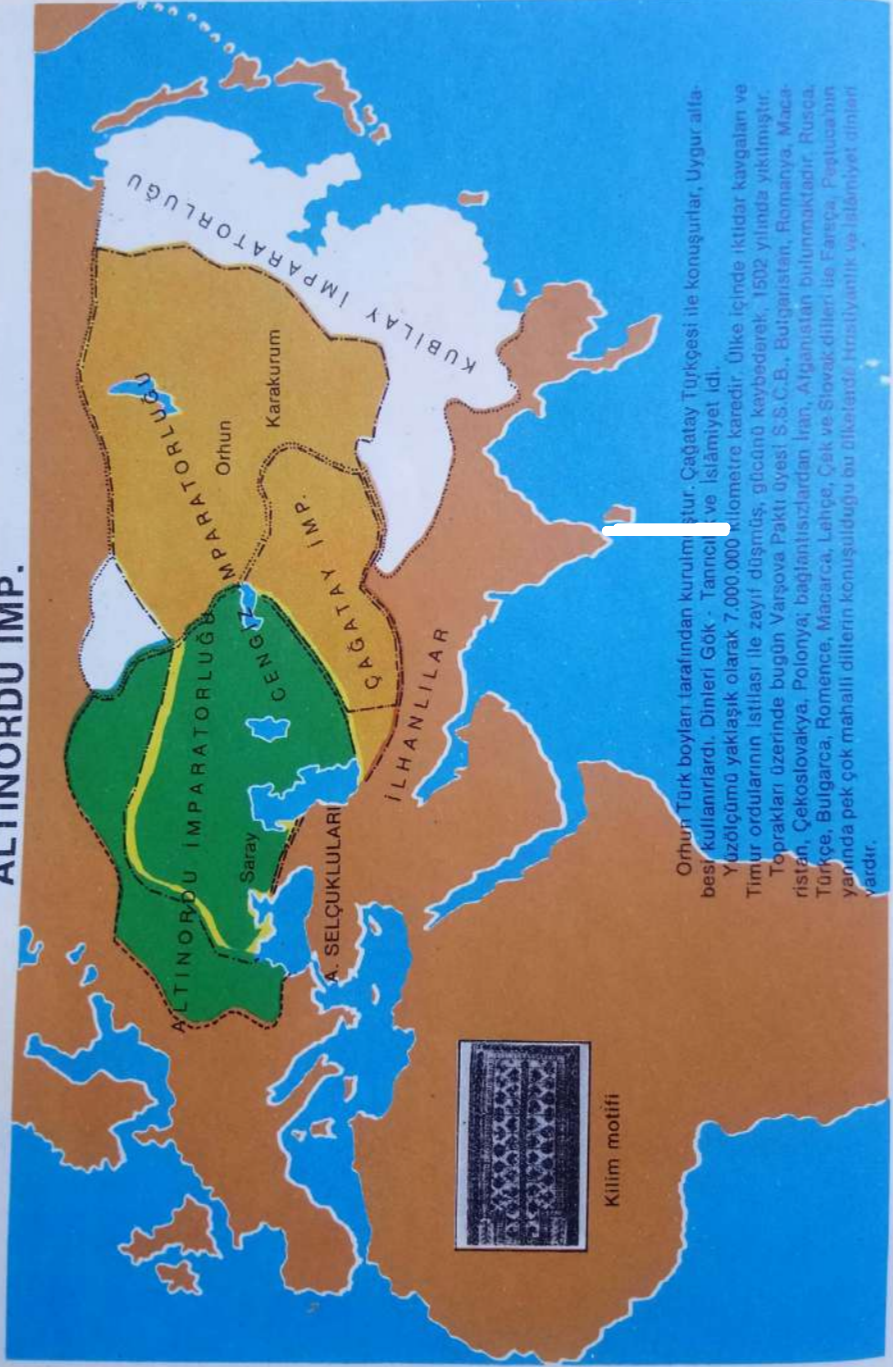 ALTINORDU İMP.
KUBİLAY İMPARATORLUĞU
CENGİZ İMPARATORLUĞU
Orhun
Karakurum
ÇAĞATAY İMP.
ALTINORDU İMPARATORLUĞU
Saray
İLHANLILAR
A. SELÇUKLULARI
Kilim motifi
Orhun Türk boyları tarafından kurulmuştur. Çağatay Türkçesi ile konuşurlar, Uygur alfa-
besi kullanırlardı. Dinleri Gök - Tanrıcılık ve İslâmiyet idi.
Yüzölçümü yaklaşık olarak 7.000.000 kilometre karedir. Ülke içinde iktidar kavgaları ve
Timur ordularının istilası ile zayıf düşmüş, gücünü kaybederek, 1502 yılında yıkılmıştır.
Toprakları üzerinde bugün Varşova Paktı üyesi S.S.C.B., Bulgaristan, Romanya, Maca-
ristan, Çekoslovakya, Polonya; bağlantısızlardan İran, Afganistan bulunmaktadır. Rusça,
Türkçe, Bulgarca, Romence, Macarca, Lehçe, Çek ve Slovak dilleri ile Farsça, Peştuca'nın
yanında pek çok mahalli dillerin konuşulduğu bu ülkelerde Hristiyanlık ve İslâmiyet dinleri
vardır.